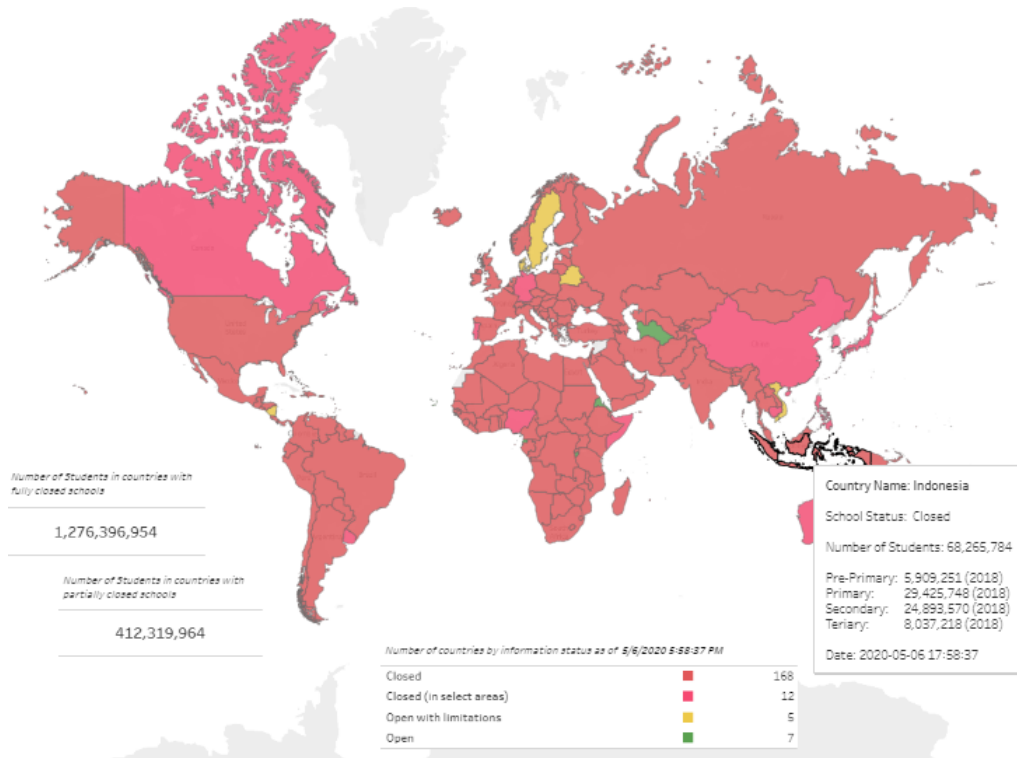 Number of Students in countries with
fully closed schools
1,276,396,954
Number of Students in countries with
partially closed schools
412,319,964
Country Name: Indonesia
School Status: Closed
Number of Students: 68,265,784
Pre-Primary: 5,909,251 (2018)
Primary: 29,425,748 (2018)
Secondary: 24,893,570 (2018)
Teriary: 8,037,218 (2018)
Date: 2020-05-06 17:58:37
Number of countries by information status as of 5/6/2020 5:58:37 PM
Closed 168
Closed (in select areas) 12
Open with limitations 5
Open 7